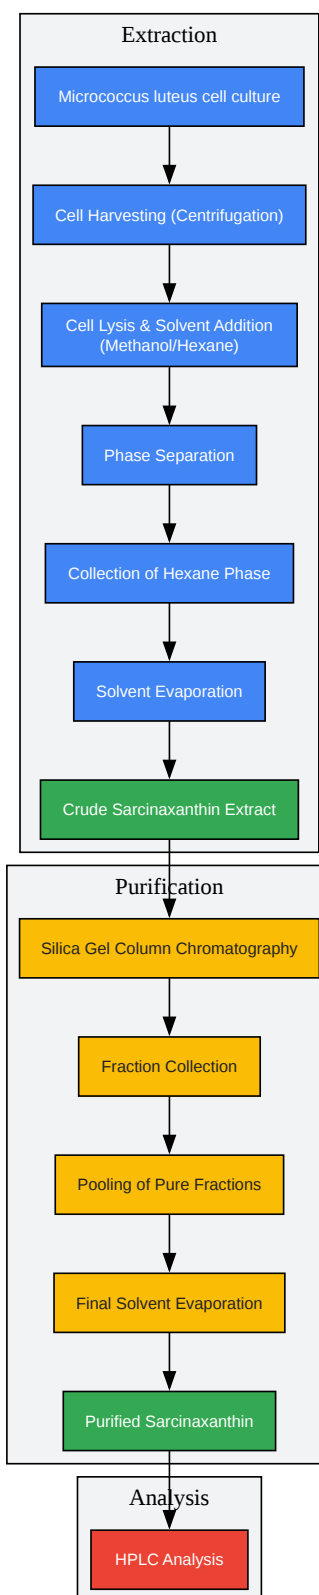 Extraction
Micrococcus luteus cell culture
Cell Harvesting (Centrifugation)
Cell Lysis & Solvent Addition
(Methanol/Hexane)
Phase Separation
Collection of Hexane Phase
Solvent Evaporation
Crude Sarcinaxanthin Extract
Purification
Silica Gel Column Chromatography
Fraction Collection
Pooling of Pure Fractions
Final Solvent Evaporation
Purified Sarcinaxanthin
Analysis
HPLC Analysis